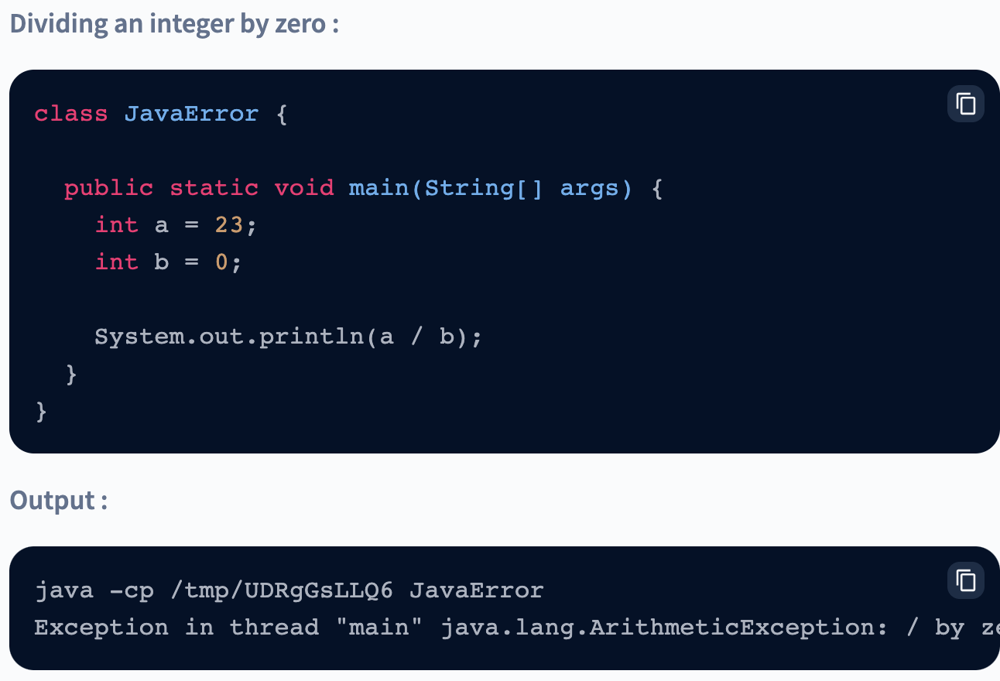 Dividing an integer by zero :
class JavaError {
public static void main(String[] args) {
int a = 23;
int b = 0;
System.out.println(a / b);
}
}
Output :
java -cp /tmp/UDRgGsLLQ6 JavaError
Exception in thread "main" java.lang.ArithmeticException: / by